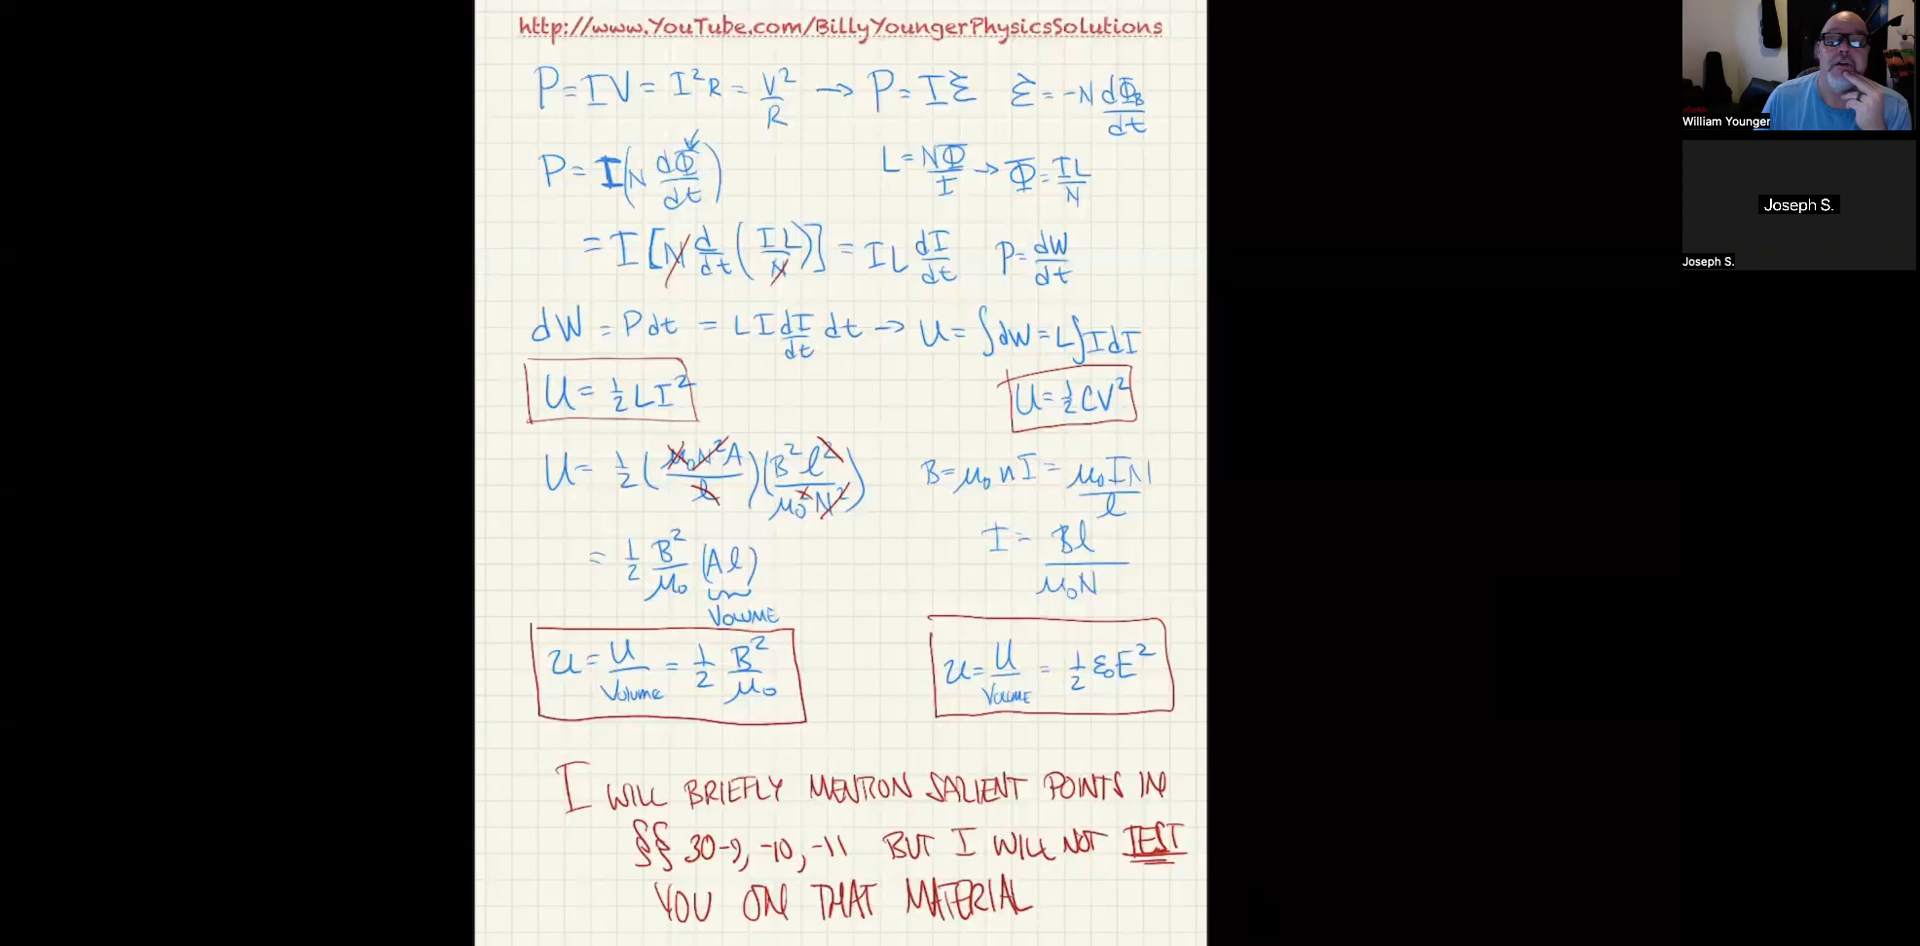 http://www.YouTube.com/BillyYoungerPhysicsSolutions
P = IV = I²R = V²/R → P = Iℰ   ℰ = -N dΦ_B/dt
P = I(N dΦ/dt)   L = NΦ/I → Φ = IL/N
= I[N d/dt (IL/N)] = IL dI/dt   P = dW/dt
dW = Pdt = LI dI/dt dt → U = ∫dW = L∫IdI
U = ½LI²   U = ½CV²
U = ½(μ₀N²A/l)(B²l²/μ₀²N²)   B = μ₀nI = μ₀IN/l
= ½ B²/μ₀ (Al)   I = Bl/μ₀N
VOLUME
u = U/Volume = ½ B²/μ₀   u = U/VOLUME = ½ε₀E²
I WILL BRIEFLY MENTION SALIENT POINTS IN
§§ 30-9, -10, -11 BUT I WILL NOT TEST
YOU ON THAT MATERIAL
William Younger
Joseph S.
Joseph S.